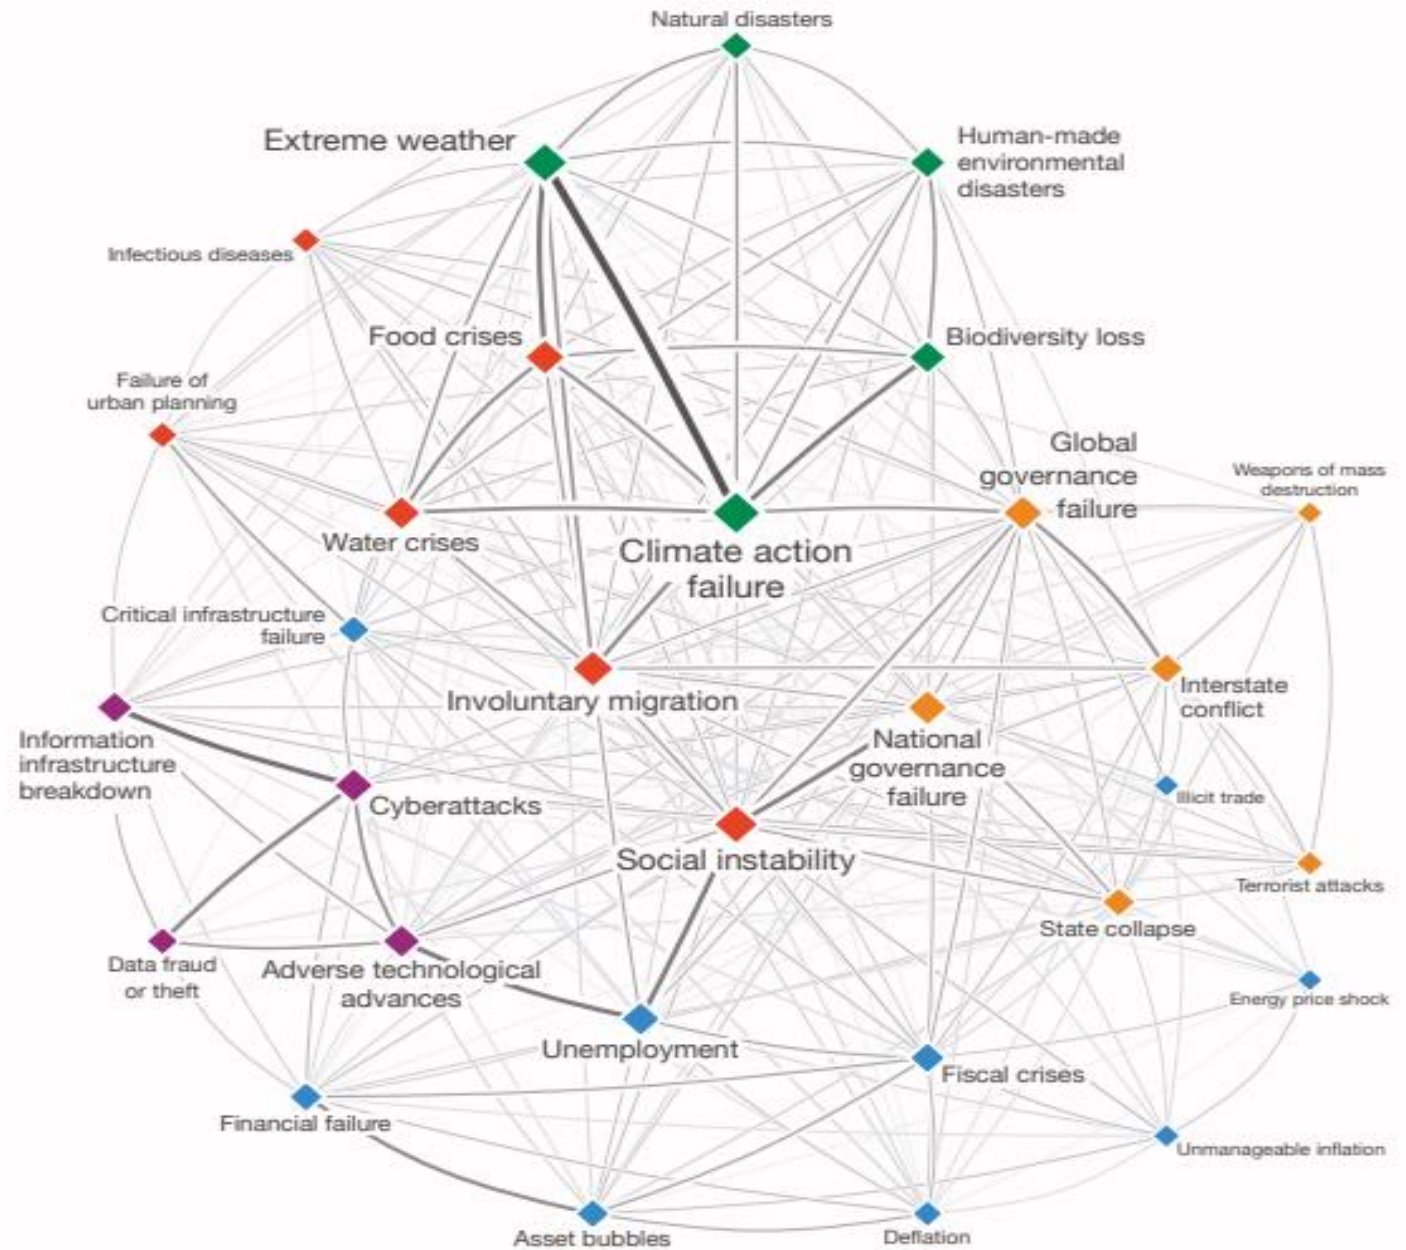 Natural disasters
Extreme weather
Human-made
environmental
disasters
Infectious diseases
Food crises
Biodiversity loss
Failure of
urban planning
Global
governance
failure
Weapons of mass
destruction
Water crises
Climate action
failure
Critical infrastructure
failure
Involuntary migration
Interstate
conflict
Information
infrastructure
breakdown
National
governance
failure
Cyberattacks
Illicit trade
Social instability
Terrorist attacks
State collapse
Data fraud
or theft
Adverse technological
advances
Energy price shock
Unemployment
Fiscal crises
Financial failure
Unmanageable inflation
Asset bubbles
Deflation